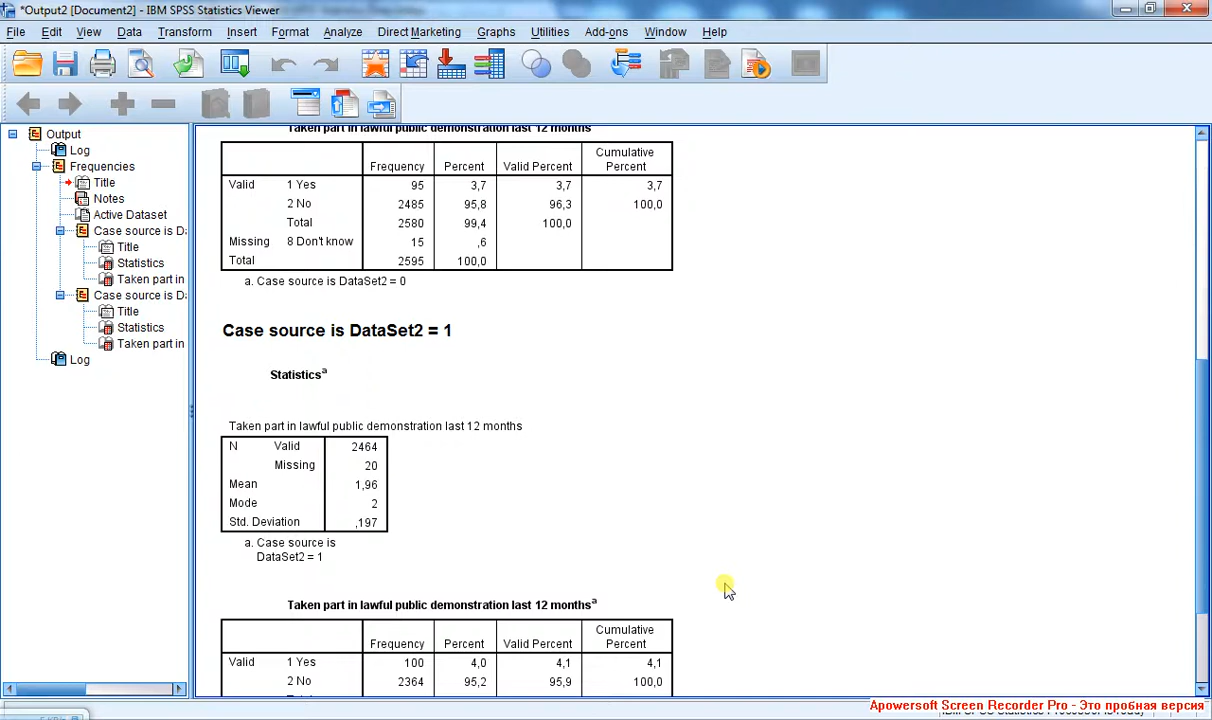 *Output2 [Document2] - IBM SPSS Statistics Viewer
File Edit View Data Transform Insert Format Analyze Direct Marketing Graphs Utilities Add-ons Window Help
Output
Log
Frequencies
Title
Notes
Active Dataset
Case source is Da
Title
Statistics
Taken part in
Case source is Da
Title
Statistics
Taken part in
Log
Taken part in lawful public demonstration last 12 months
Frequency Percent Valid Percent Cumulative Percent
Valid 1 Yes 95 3,7 3,7 3,7
2 No 2485 95,8 96,3 100,0
Total 2580 99,4 100,0
Missing 8 Don't know 15 ,6
Total 2595 100,0
a. Case source is DataSet2 = 0
Case source is DataSet2 = 1
Statisticsa
Taken part in lawful public demonstration last 12 months
N Valid 2464
Missing 20
Mean 1,96
Mode 2
Std. Deviation ,197
a. Case source is
DataSet2 = 1
Taken part in lawful public demonstration last 12 monthsa
Frequency Percent Valid Percent Cumulative Percent
Valid 1 Yes 100 4,0 4,1 4,1
2 No 2364 95,2 95,9 100,0
Apowersoft Screen Recorder Pro - Это пробная версия